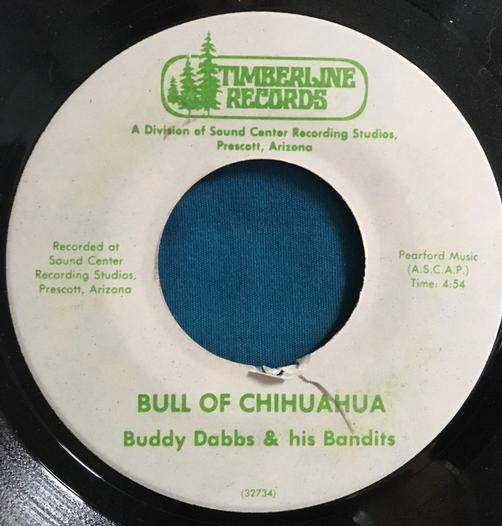 TIMBERLINE
RECORDS
A Division of Sound Center Recording Studios,
Prescott, Arizona
Recorded at
Sound Center
Recording Studios,
Prescott, Arizona
Pearford Music
(A.S.C.A.P.)
Time: 4:54
BULL OF CHIHUAHUA
Buddy Dabbs & his Bandits
(32734)